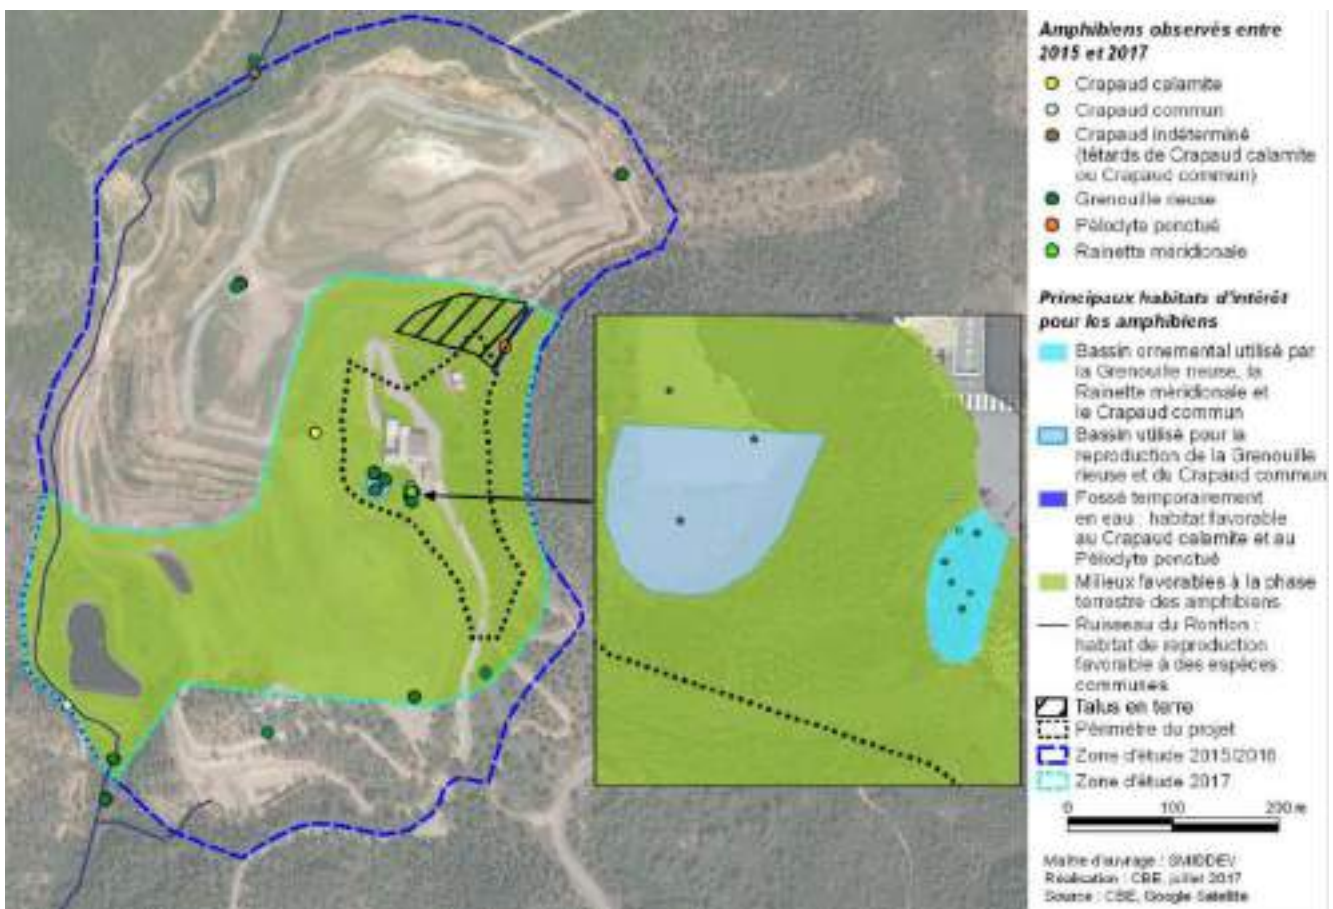 Amphibiens observés entre
2015 et 2017
Crapaud calamite
Crapaud commun
Crapaud indéterminé
(têtards de Crapaud calamite
ou Crapaud commun)
Grenouille rieuse
Pélodyte ponctué
Rainette méridionale
Principaux habitats d'intérêt
pour les amphibiens
Bassin ornemental utilisé par
la Grenouille rieuse, la
Rainette méridionale et
le Crapaud commun
Bassin utilisé pour la
reproduction de la Grenouille
rieuse et du Crapaud commun
Fossé temporairement
en eau : habitat favorable
au Crapaud calamite et au
Pélodyte ponctué
Milieux favorables à la phase
terrestre des amphibiens
Ruisseau du Ronflon :
habitat de reproduction
favorable à des espèces
communes
Talus en terre
Périmètre du projet
Zone d'étude 2015/2016
Zone d'étude 2017
0 100 200 m
Maître d'ouvrage : SMIDDEV
Réalisation : CBE, juillet 2017
Source : CBE, Google Satellite